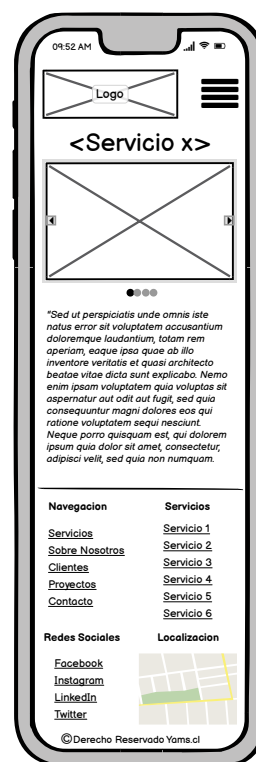 09:52 AM
Logo
<Servicio x>
"Sed ut perspiciatis unde omnis iste
natus error sit voluptatem accusantium
doloremque laudantium, totam rem
aperiam, eaque ipsa quae ab illo
inventore veritatis et quasi architecto
beatae vitae dicta sunt explicabo. Nemo
enim ipsam voluptatem quia voluptas sit
aspernatur aut odit aut fugit, sed quia
consequuntur magni dolores eos qui
ratione voluptatem sequi nesciunt.
Neque porro quisquam est, qui dolorem
ipsum quia dolor sit amet, consectetur,
adipisci velit, sed quia non numquam.
Navegacion
Servicios
Sobre Nosotros
Clientes
Proyectos
Contacto
Servicios
Servicio 1
Servicio 2
Servicio 3
Servicio 4
Servicio 5
Servicio 6
Redes Sociales
Facebook
Instagram
LinkedIn
Twitter
Localizacion
©Derecho Reservado Yams.cl